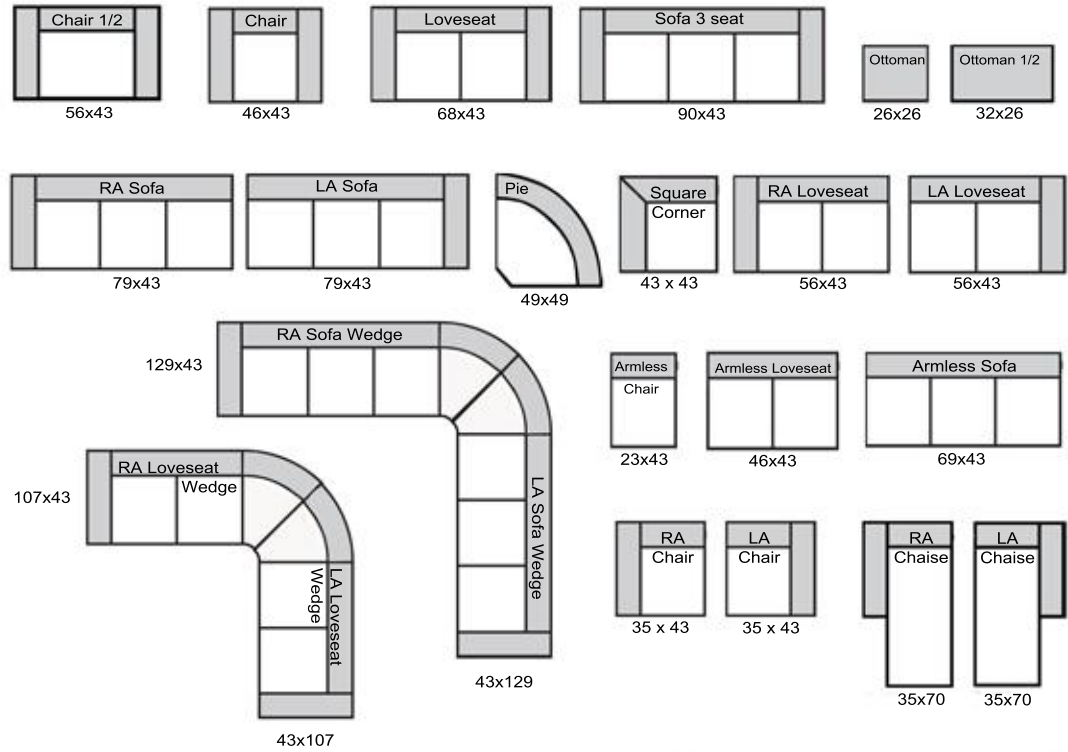 Chair 1/2
56x43
Chair
46x43
Loveseat
68x43
Sofa 3 seat
90x43
Ottoman
26x26
Ottoman 1/2
32x26
RA Sofa
79x43
LA Sofa
79x43
Pie
49x49
Square
Corner
43 x 43
RA Loveseat
56x43
LA Loveseat
56x43
RA Sofa Wedge
129x43
LA Sofa Wedge
43x129
Armless
Chair
23x43
Armless Loveseat
46x43
Armless Sofa
69x43
RA Loveseat
Wedge
107x43
LA Loveseat
Wedge
43x107
RA
Chair
35 x 43
LA
Chair
35 x 43
RA
Chaise
35x70
LA
Chaise
35x70